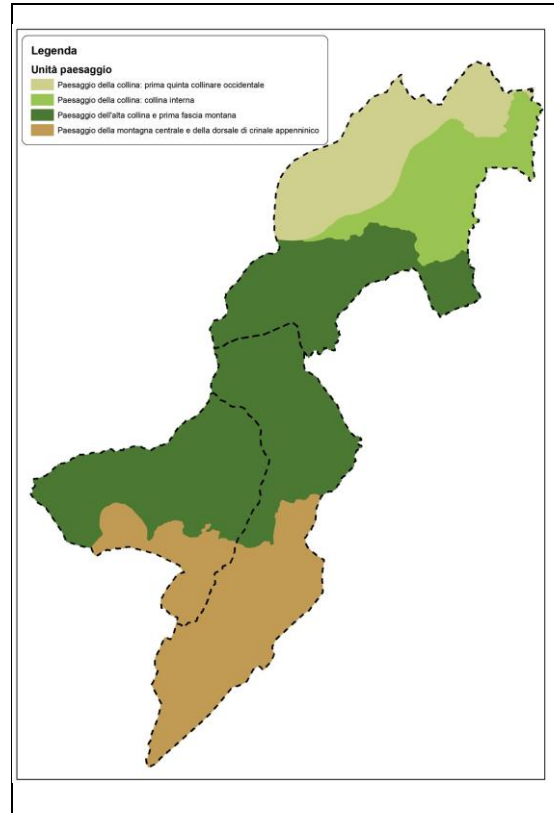 Legenda
Unità paesaggio
Paesaggio della collina: prima quinta collinare occidentale
Paesaggio della collina: collina interna
Paesaggio dell'alta collina e prima fascia montana
Paesaggio della montagna centrale e della dorsale di crinale appenninico